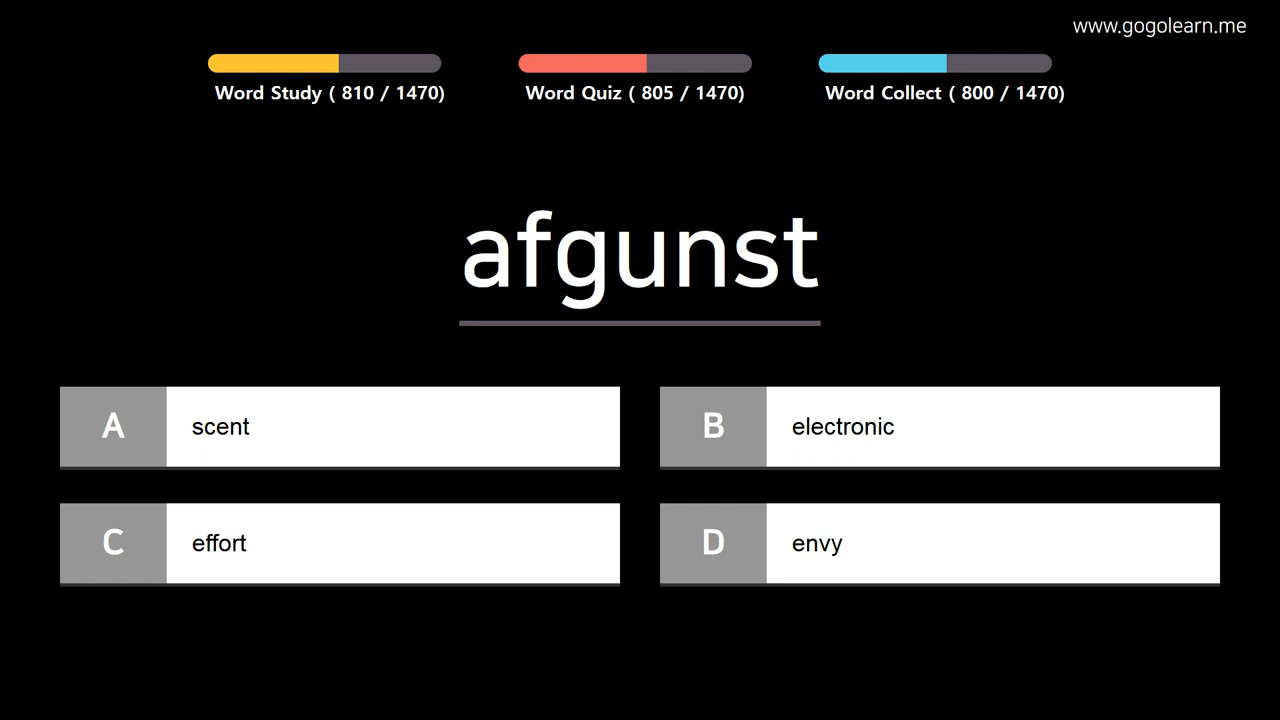 www.gogolearn.me
Word Study ( 810 / 1470)
Word Quiz ( 805 / 1470)
Word Collect ( 800 / 1470)
afgunst
A scent
B electronic
C effort
D envy